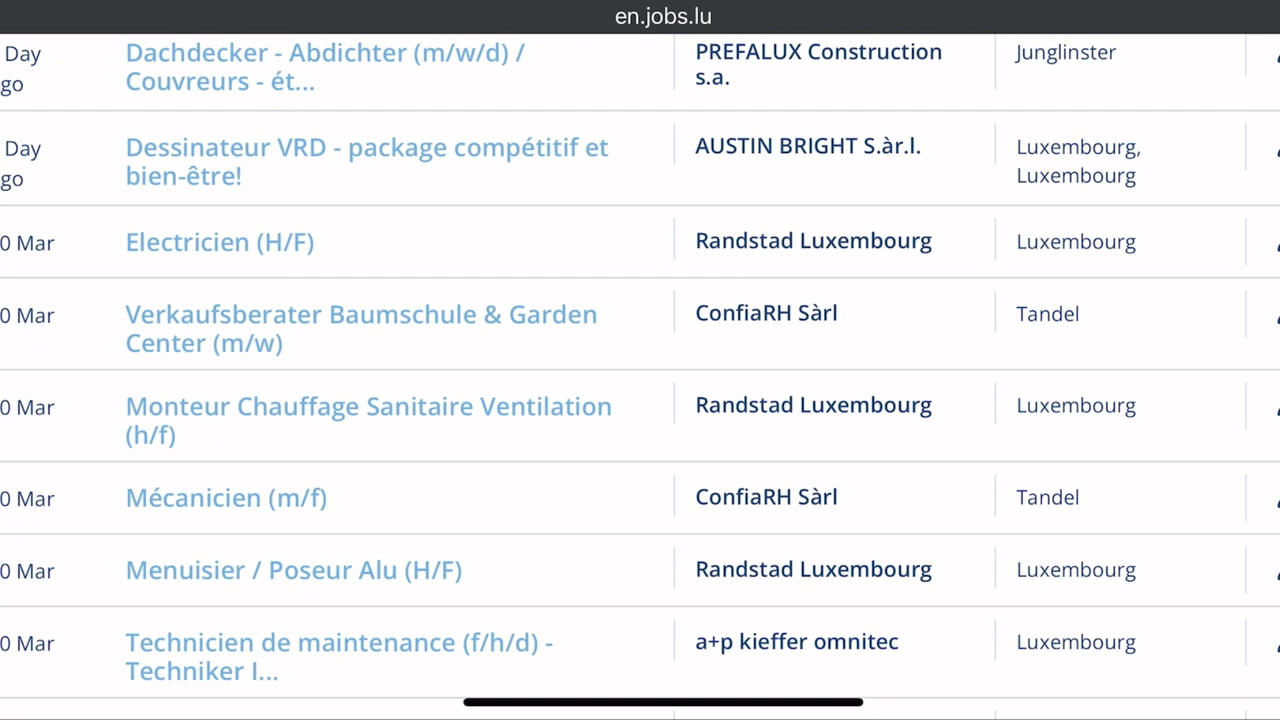 en.jobs.lu
Day
go
Dachdecker - Abdichter (m/w/d) /
Couvreurs - ét...
PREFALUX Construction
s.a.
Junglinster
Day
go
Dessinateur VRD - package compétitif et
bien-être!
AUSTIN BRIGHT S.àr.l.
Luxembourg,
Luxembourg
0 Mar
Electricien (H/F)
Randstad Luxembourg
Luxembourg
0 Mar
Verkaufsberater Baumschule & Garden
Center (m/w)
ConfiaRH Sàrl
Tandel
0 Mar
Monteur Chauffage Sanitaire Ventilation
(h/f)
Randstad Luxembourg
Luxembourg
0 Mar
Mécanicien (m/f)
ConfiaRH Sàrl
Tandel
0 Mar
Menuisier / Poseur Alu (H/F)
Randstad Luxembourg
Luxembourg
0 Mar
Technicien de maintenance (f/h/d) -
Techniker I...
a+p kieffer omnitec
Luxembourg